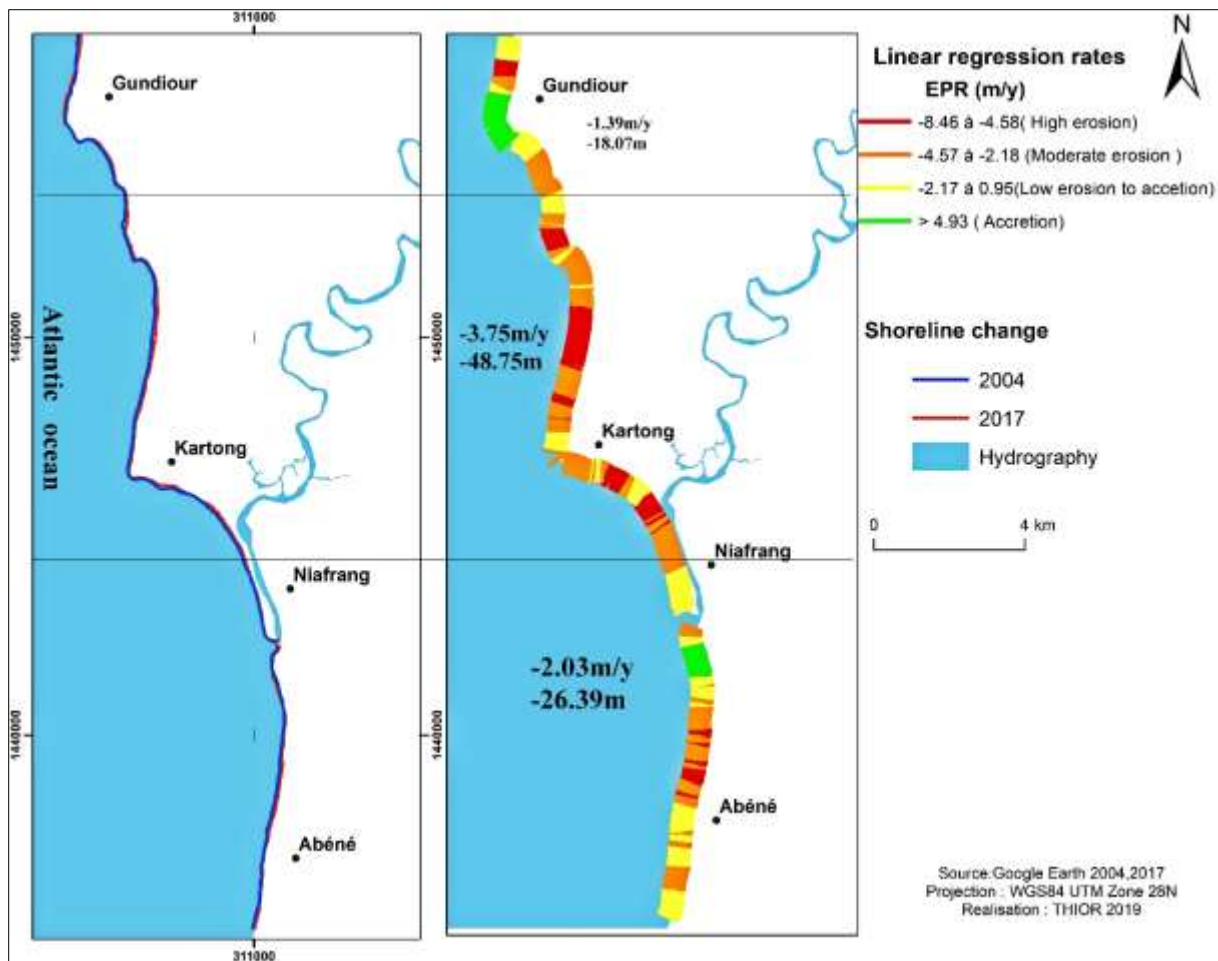 311000
Gundiour
Atlantic ocean
1450000
Kartong
Niafrang
1440000
Abéné
311000
Gundiour
-1.39m/y
-18.07m
-3.75m/y
-48.75m
Kartong
Niafrang
-2.03m/y
-26.39m
Abéné
N
Linear regression rates
EPR (m/y)
-8.46 à -4.58( High erosion)
-4.57 à -2.18 (Moderate erosion )
-2.17 à 0.95(Low erosion to accetion)
> 4.93 ( Accretion)
Shoreline change
2004
2017
Hydrography
0 4 km
Source:Google Earth 2004,2017
Projection : WGS84 UTM Zone 28N
Realisation : THIOR 2019
1450000
1440000